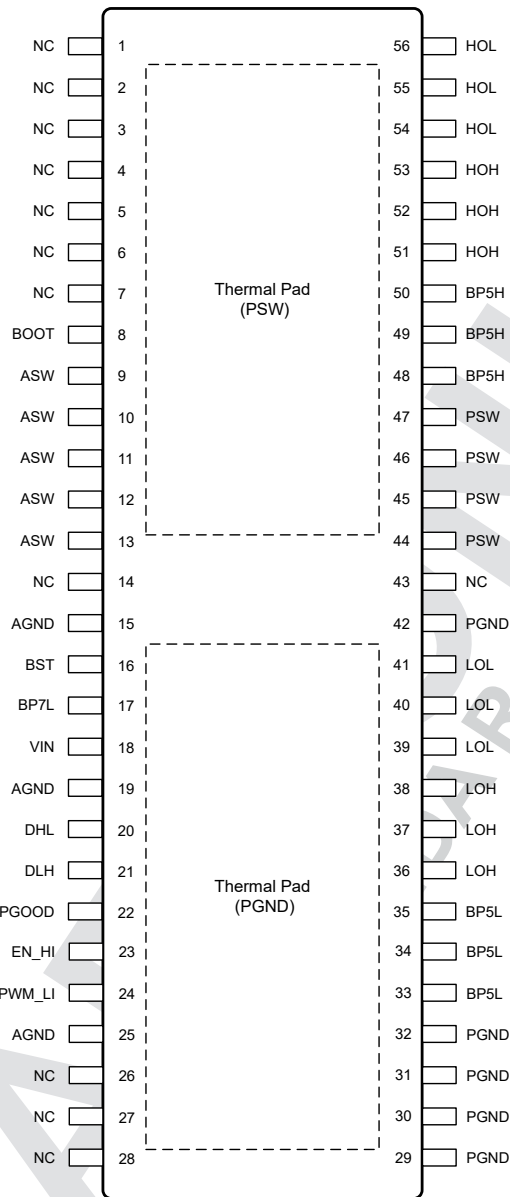 NC 1 56 HOL
NC 2 55 HOL
NC 3 54 HOL
NC 4 53 HOH
NC 5 52 HOH
NC 6 51 HOH
NC 7 50 BP5H
Thermal Pad
(PSW)
BOOT 8 49 BP5H
ASW 9 48 BP5H
ASW 10 47 PSW
ASW 11 46 PSW
ASW 12 45 PSW
ASW 13 44 PSW
NC 14 43 NC
AGND 15 42 PGND
BST 16 41 LOL
BP7L 17 40 LOL
VIN 18 39 LOL
AGND 19 38 LOH
DHL 20 37 LOH
DLH 21 36 LOH
Thermal Pad
(PGND)
PGOOD 22 35 BP5L
EN_HI 23 34 BP5L
PWM_LI 24 33 BP5L
AGND 25 32 PGND
NC 26 31 PGND
NC 27 30 PGND
NC 28 29 PGND